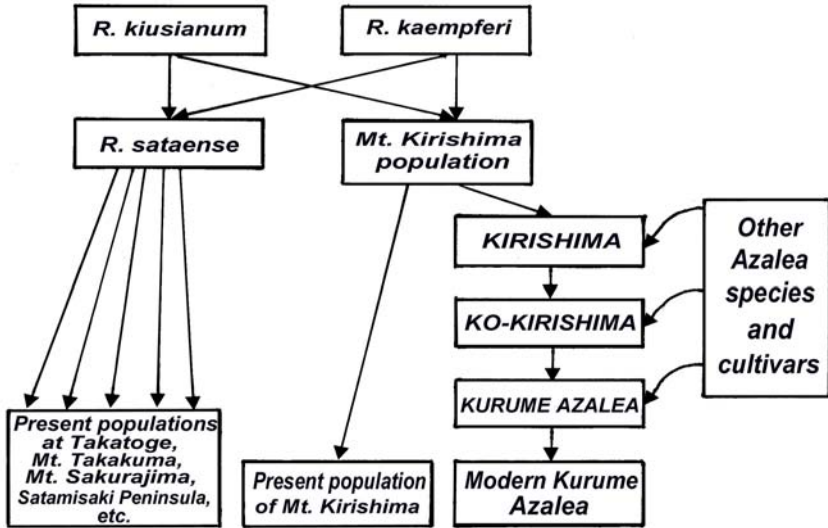 R. kiusianum
R. kaempferi
R. sataense
Mt. Kirishima
population
KIRISHIMA
KO-KIRISHIMA
KURUME AZALEA
Other
Azalea
species
and
cultivars
Present populations
at Takatoge,
Mt. Takakuma,
Mt. Sakurajima,
Satamisaki Peninsula,
etc.
Present population
of Mt. Kirishima
Modern Kurume
Azalea